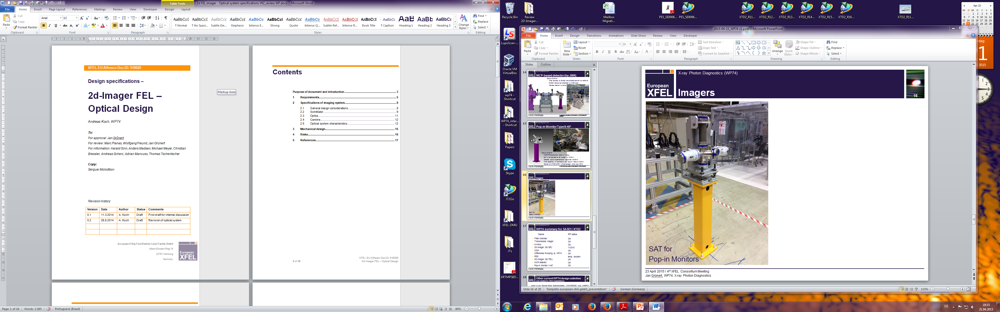 2d FEL imager - Optical system specifications V02_review WF.docx - Microsoft Word
Table Tools
File Home Insert Page Layout References Mailings Review View Developer Design Layout
Paste
Cut
Copy
Format Painter
Clipboard
Arial 12
Font
Paragraph
AaBbCcD AaBbCcD AaBbCcl AaBbCcl AaBbCc AaBbCcl AaBbCc AaBbCcl AaBbCc AABBCCD AABBCCD AaBbCcD AaBbCc AaB AaBb AaBbCc
¶ Normal ¶ No Spaci... Subtle Em... Emphasis Intense E... Strong Quote Intense Q... Subtle Ref... Intense R... Book Title ¶ Caption Heading 1 Heading 2 Heading 3
Styles
Change Styles
Find
Replace
Select
Editing
XFEL.EU Alfresco Doc-ID: 918020
Design specifications –
2d-Imager FEL –
Optical Design
Andreas Koch, WP74
To:
For approval: Jan Grünert
For review: Marc Planas, Wolfgang Freund, Jan Grünert
For information: Harald Sinn, Anders Madsen, Michael Meyer, Christian
Bressler, Andreas Scherz, Adrian Mancuso, Thomas Tschentscher
Copy:
Serguei Molodtsov
Revision history
Version Date Author Status Comments
0.1 11.3.2014 A. Koch Draft First draft for internal discussion
0.2 26.5.2014 A. Koch Draft Revision of optical system
European X-Ray Free-Electron Laser Facility GmbH
Albert-Einstein-Ring 19
22761 Hamburg
Germany
European
XFEL
Markup Area
Contents
Purpose of document and introduction 3
1 Requirements 5
2 Specifications of imaging system 8
2.1 General design considerations 8
2.2 Scintillator 9
2.3 Optics 11
2.4 Camera 12
2.5 Optical system characteristics 12
3 Mechanical design 15
4 Risks 16
5 References 17
XFEL.EU Alfresco Doc-ID: 918020
2 of 18 2d-Imager FEL – Optical Design
Page: 1 of 18 Words: 2.385 Portuguese (Brazil) 80%
Recycle Bin
Review
2D-Imager...
Mailbox
Migrati...
PES_SE0006... PES_SE0006...
XTD2_R11... XTD2_R12... XTD2_R13... XTD2_R14... XTD2_R15... XTD2_R16...
XTD2_R11...
LupoScan-...
Oracle VM
VirtualBox
wp74 -
Shortcut
WP74_inter...
- Shortcut
Papers
Skype
JT2Go
XFEL-DMU
JTs
XRTMPS8D...
Apr 15
M D M D F S S
2015
2015-04-23_WP74 v1.pptx - Microsoft PowerPoint
File Home Insert Design Transitions Animations Slide Show Review View Developer
Paste
Cut
Copy
Format Painter
Clipboard
New Slide
Layout
Reset
Section
Slides
24
Font
Text Direction
Align Text
Convert to SmartArt
Paragraph
Arrange
Quick Styles
Shape Fill
Shape Outline
Shape Effects
Drawing
Find
Replace
Select
Editing
Slides Outline
14
MCP-based detector (by JINR)
15
Pop-in Monitor Type II-45°
16
Imagers
SAT for
Pop-in Monitors
17
WP74 summary for SASE1 / XTD2
Device RFI status
Filter chamber OK
Transmissive imager OK
K-mono OK
2D-Imager (for SR) 11/2015
XGM OK
Differential Pumping by WP74 OK
PES temp. solution
2D-Imager (for FEL) OK
MCP detector OK
Pop-in Monitor II-45° OK
18
Other current WP74 design activities
(not related to XTD2 installations)
X-ray Photon Diagnostics (WP74)
European
XFEL
Imagers
16
SAT for
Pop-in Monitors
23 April 2015 / 4rd XFEL Consortium Meeting
Jan Grünert, WP74, X-ray Photon Diagnostics
Slide 16 of 20 "template-european-xfel-gmbh_presentation" German (Germany) 115%
DE
18:15
21.04.2015